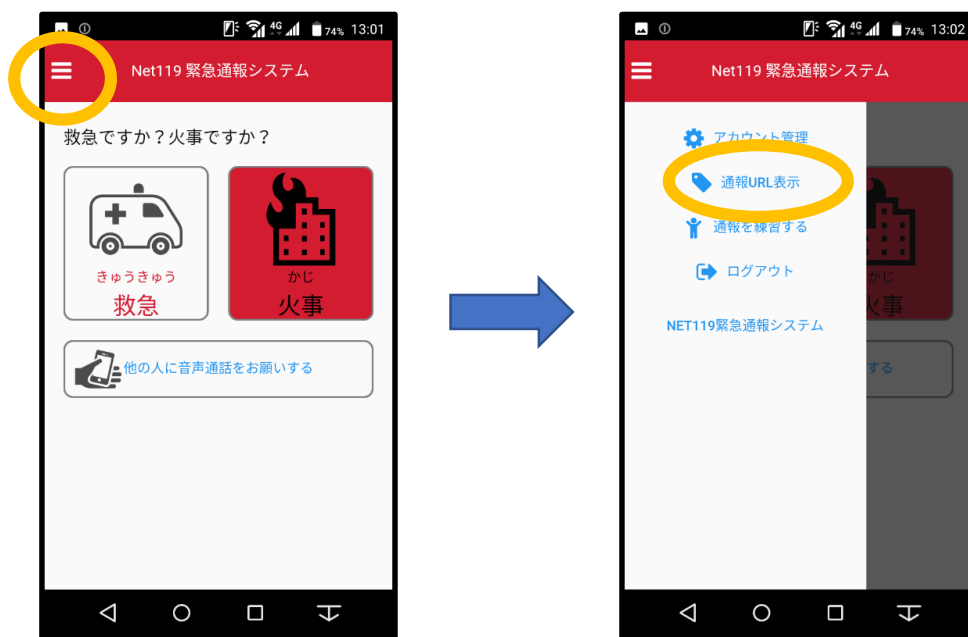 4G 74% 13:01
Net119 緊急通報システム
救急ですか？火事ですか？
きゅうきゅう
救急
かじ
火事
他の人に音声通話をお願いする
4G 74% 13:02
Net119 緊急通報システム
アカウント管理
通報URL表示
通報を練習する
ログアウト
NET119緊急通報システム
かじ
火事
する